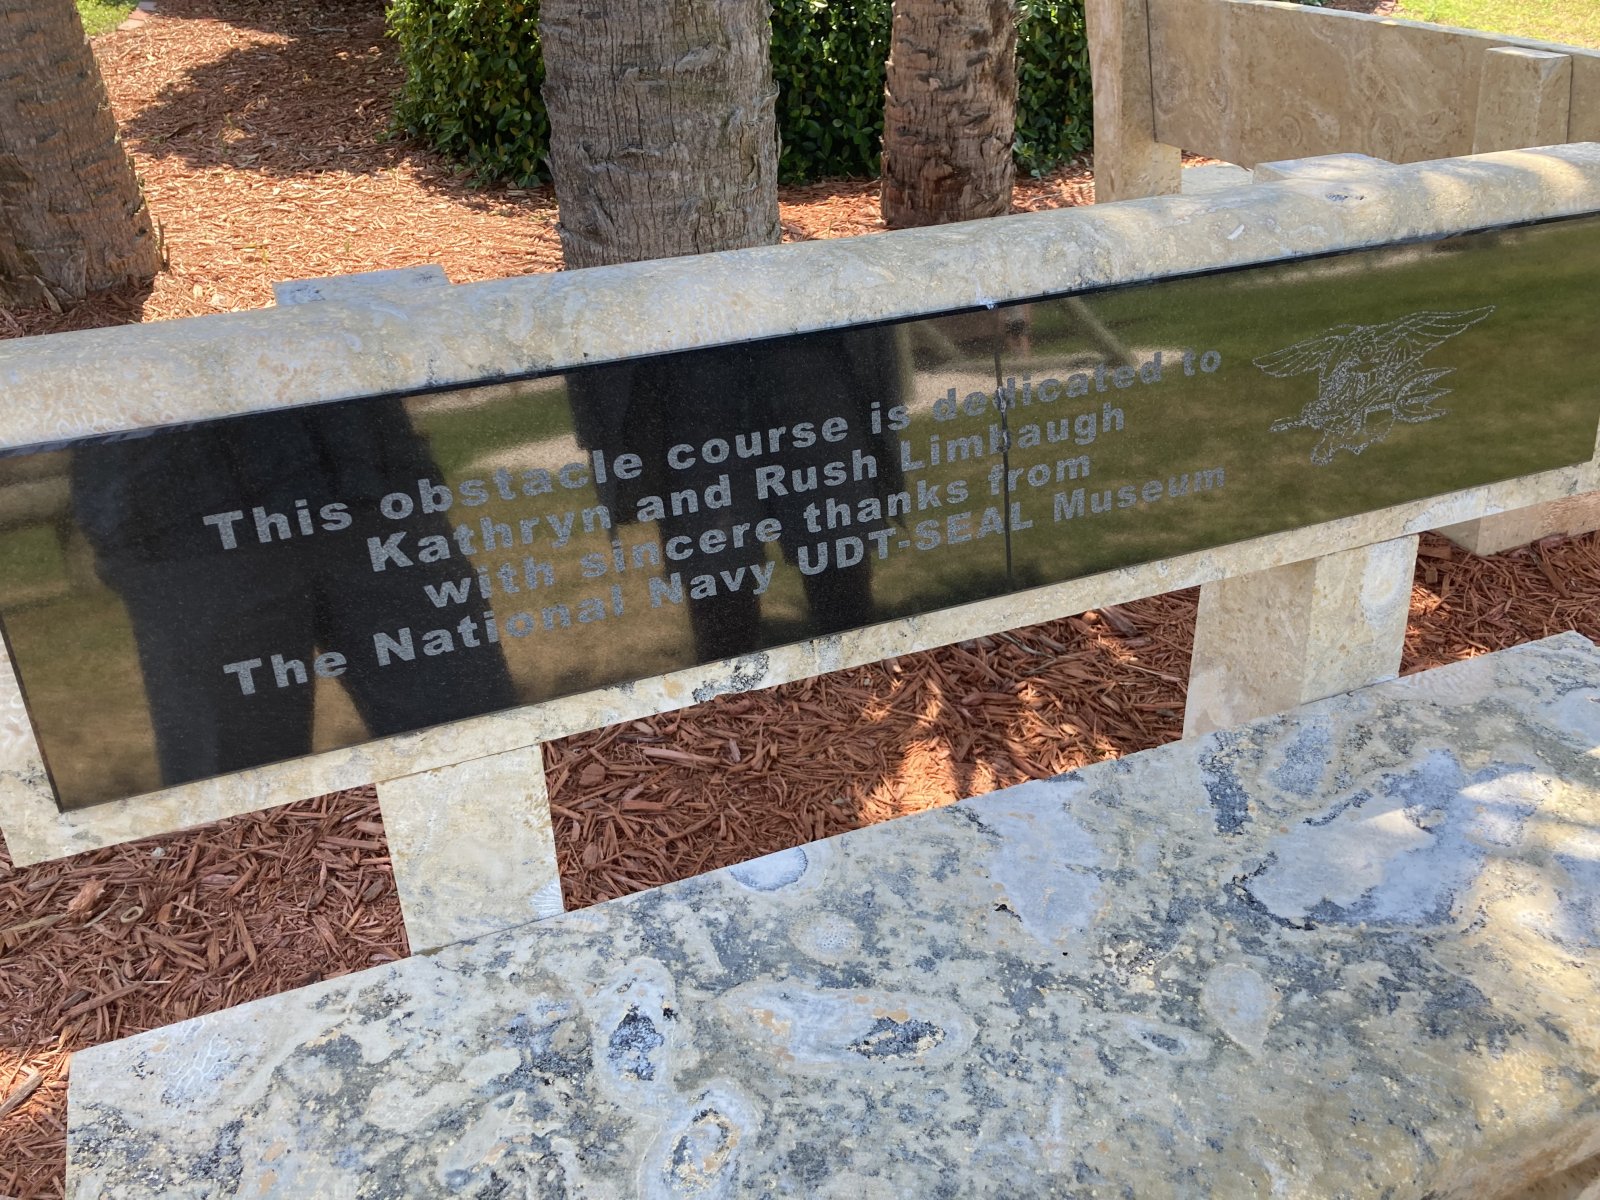 This obstacle course is dedicated to
Kathryn and Rush Limbaugh
with sincere thanks from
The National Navy UDT-SEAL Museum